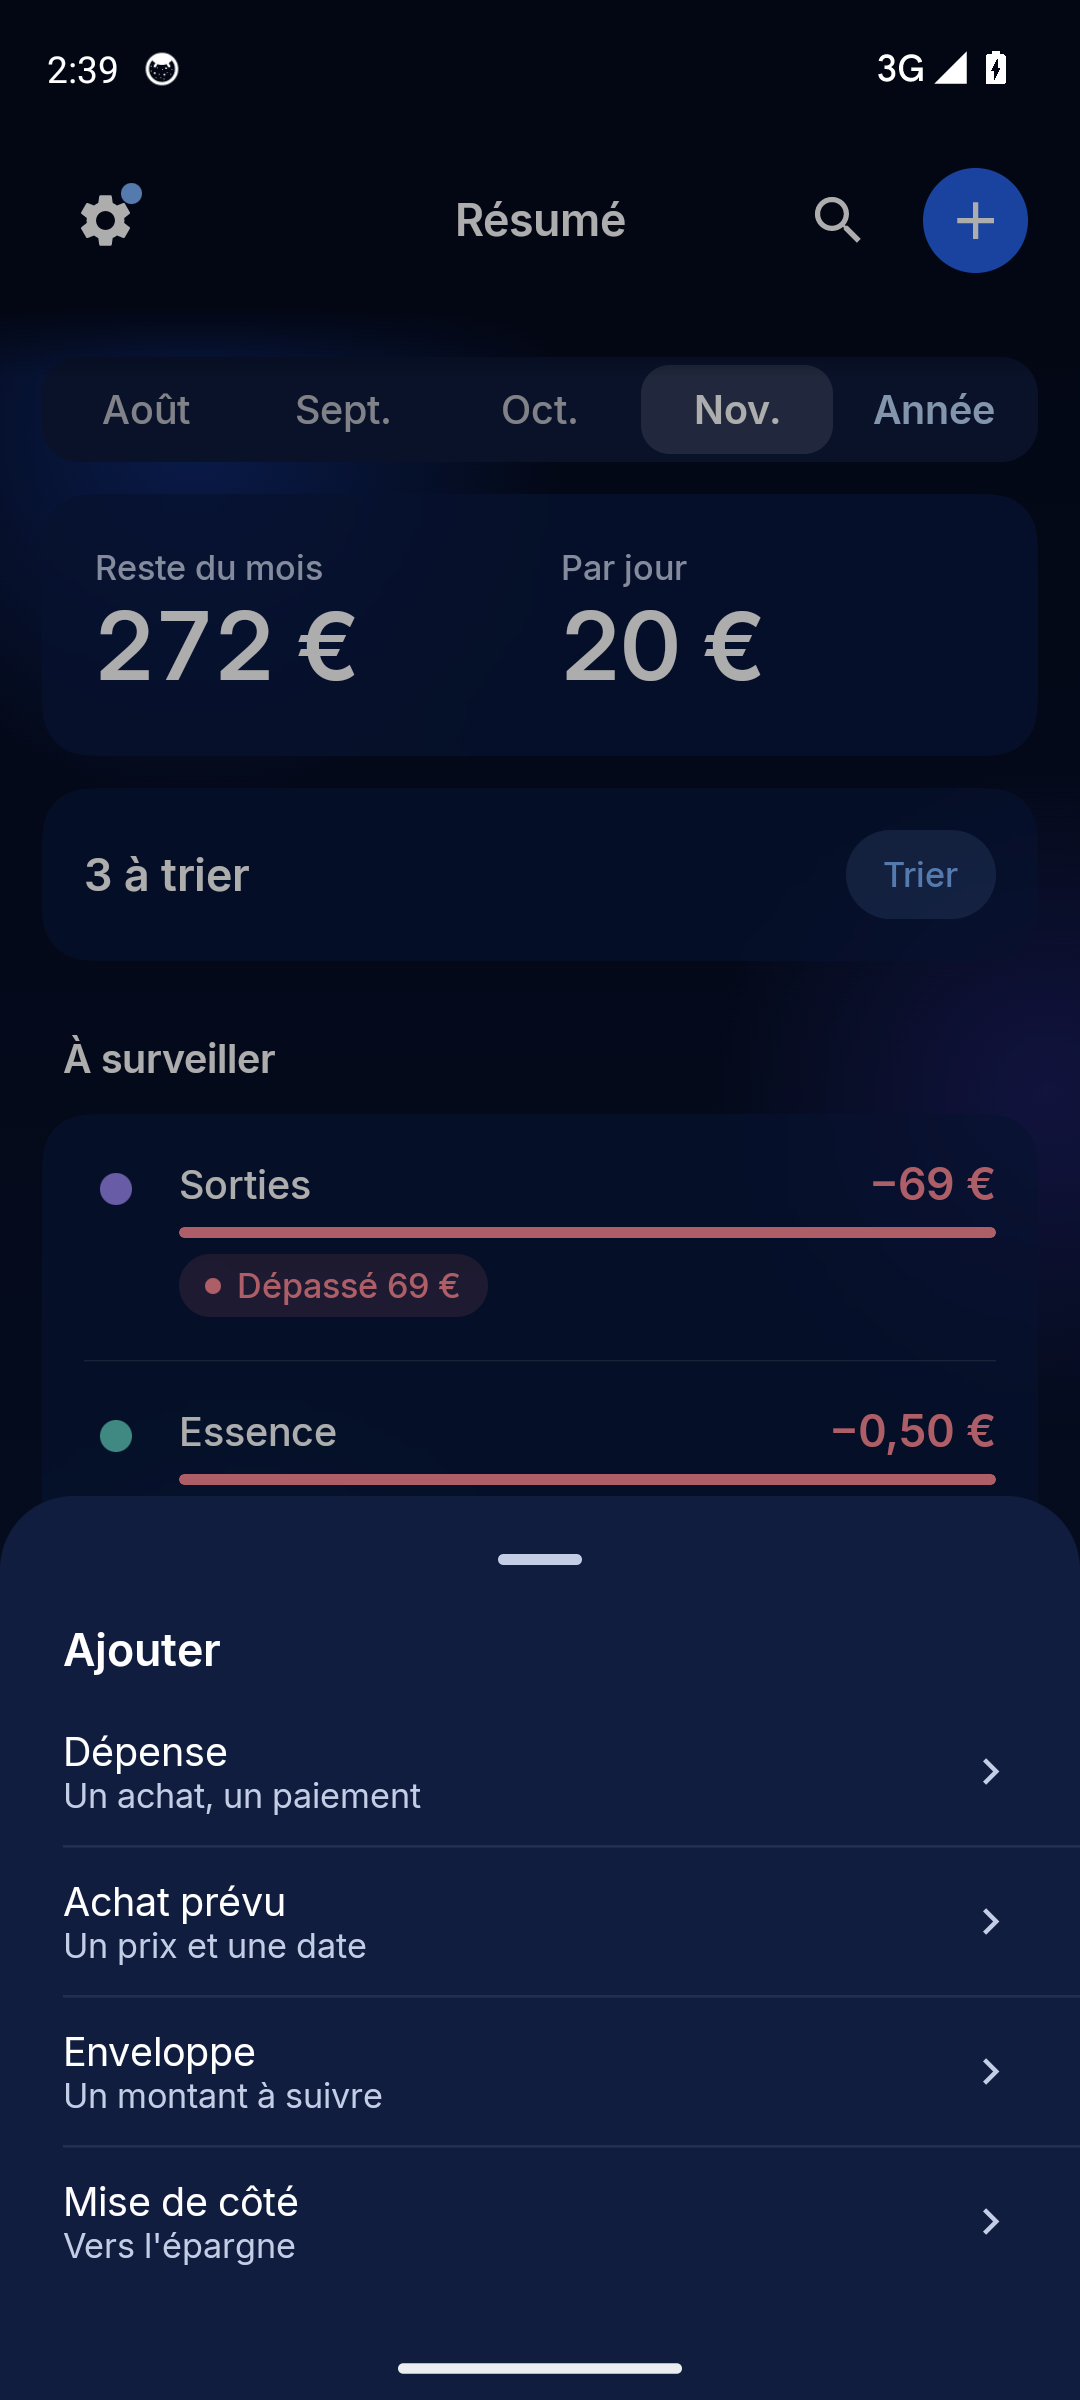 2:39
3G
Résumé
Août Sept. Oct. Nov. Année
Reste du mois Par jour
272 € 20 €
3 à trier Trier
À surveiller
Sorties −69 €
Dépassé 69 €
Essence −0,50 €
Ajouter
Dépense
Un achat, un paiement
Achat prévu
Un prix et une date
Enveloppe
Un montant à suivre
Mise de côté
Vers l'épargne